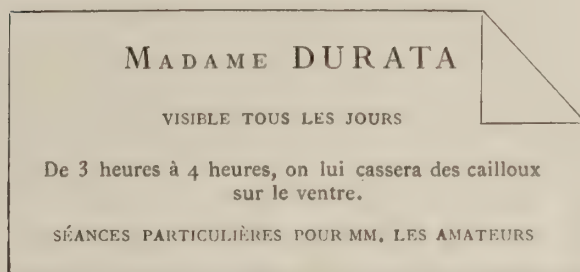 MADAME DURATA
VISIBLE TOUS LES JOURS
De 3 heures à 4 heures, on lui cassera des cailloux
sur le ventre.
SÉANCES PARTICULIÈRES POUR MM. LES AMATEURS